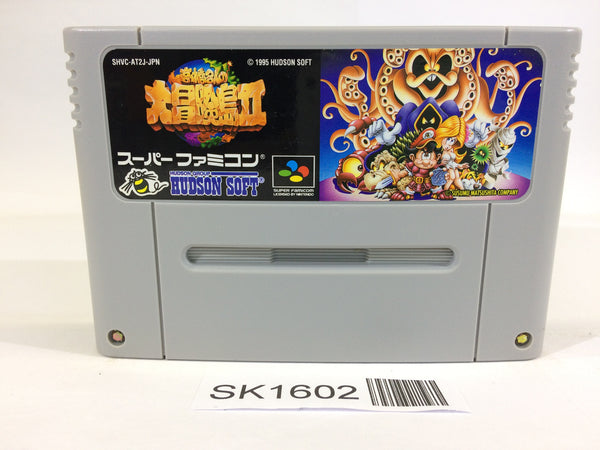 SHVC-AT2J-JPN
© 1995 HUDSON SOFT
高橋名人の
大冒険島II
スーパーファミコン®
HUDSON GROUP
HUDSON SOFT®
SUPER FAMICOM
LICENSED BY NINTENDO
SUSUMU MATSUSHITA COMPANY
SK1602